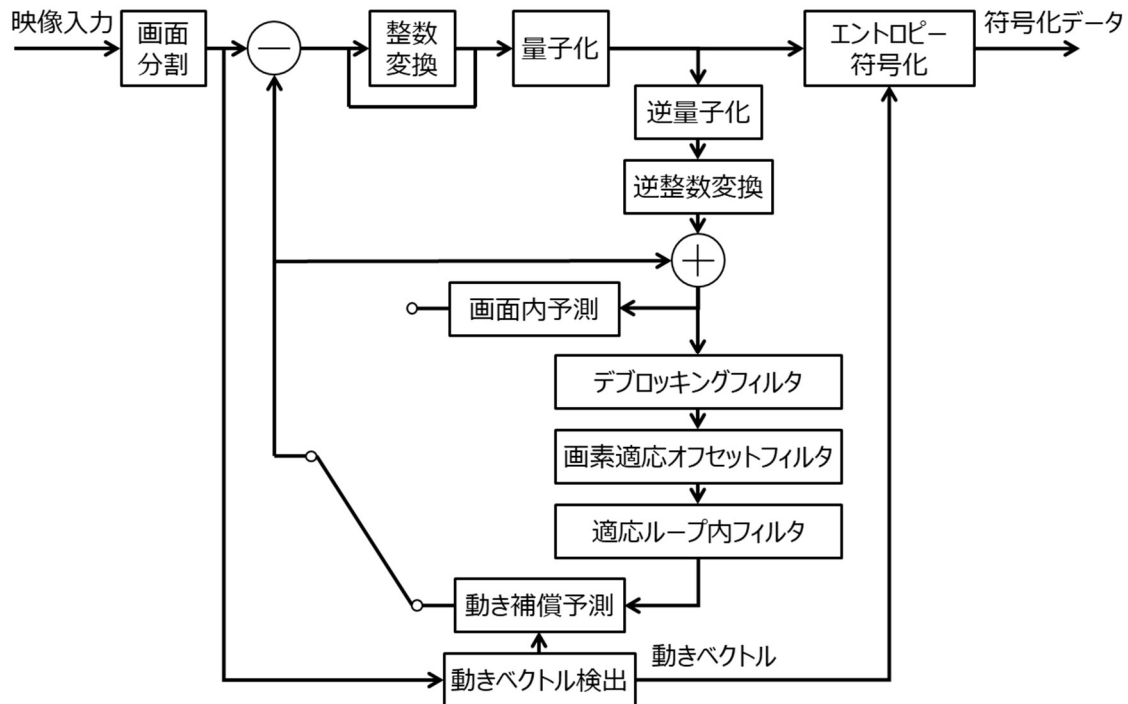 映像入力
画面
分割
整数
変換
量子化
エントロピー
符号化
符号化データ
逆量子化
逆整数変換
画面内予測
デブロッキングフィルタ
画素適応オフセットフィルタ
適応ループ内フィルタ
動き補償予測
動きベクトル検出
動きベクトル